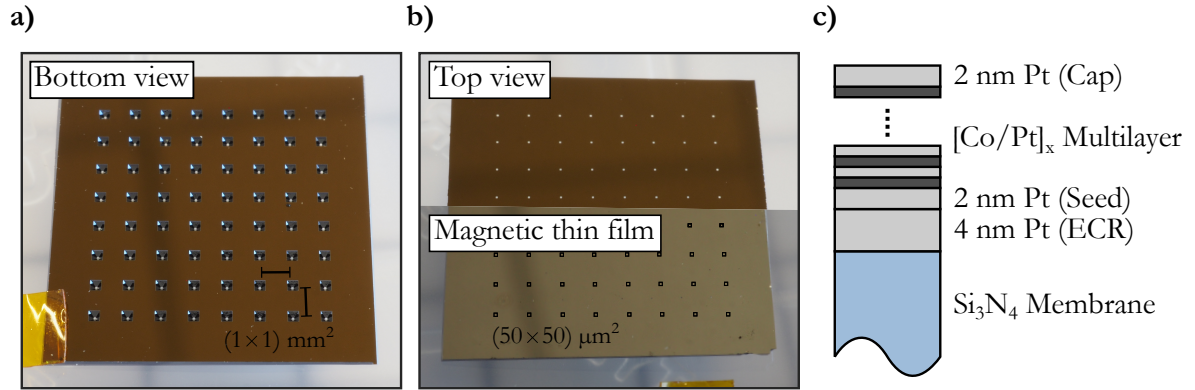 a)
Bottom view
(1×1) mm²
b)
Top view
Magnetic thin film
(50×50) μm²
c)
2 nm Pt (Cap)
[Co/Pt]ₓ Multilayer
2 nm Pt (Seed)
4 nm Pt (ECR)
Si₃N₄ Membrane